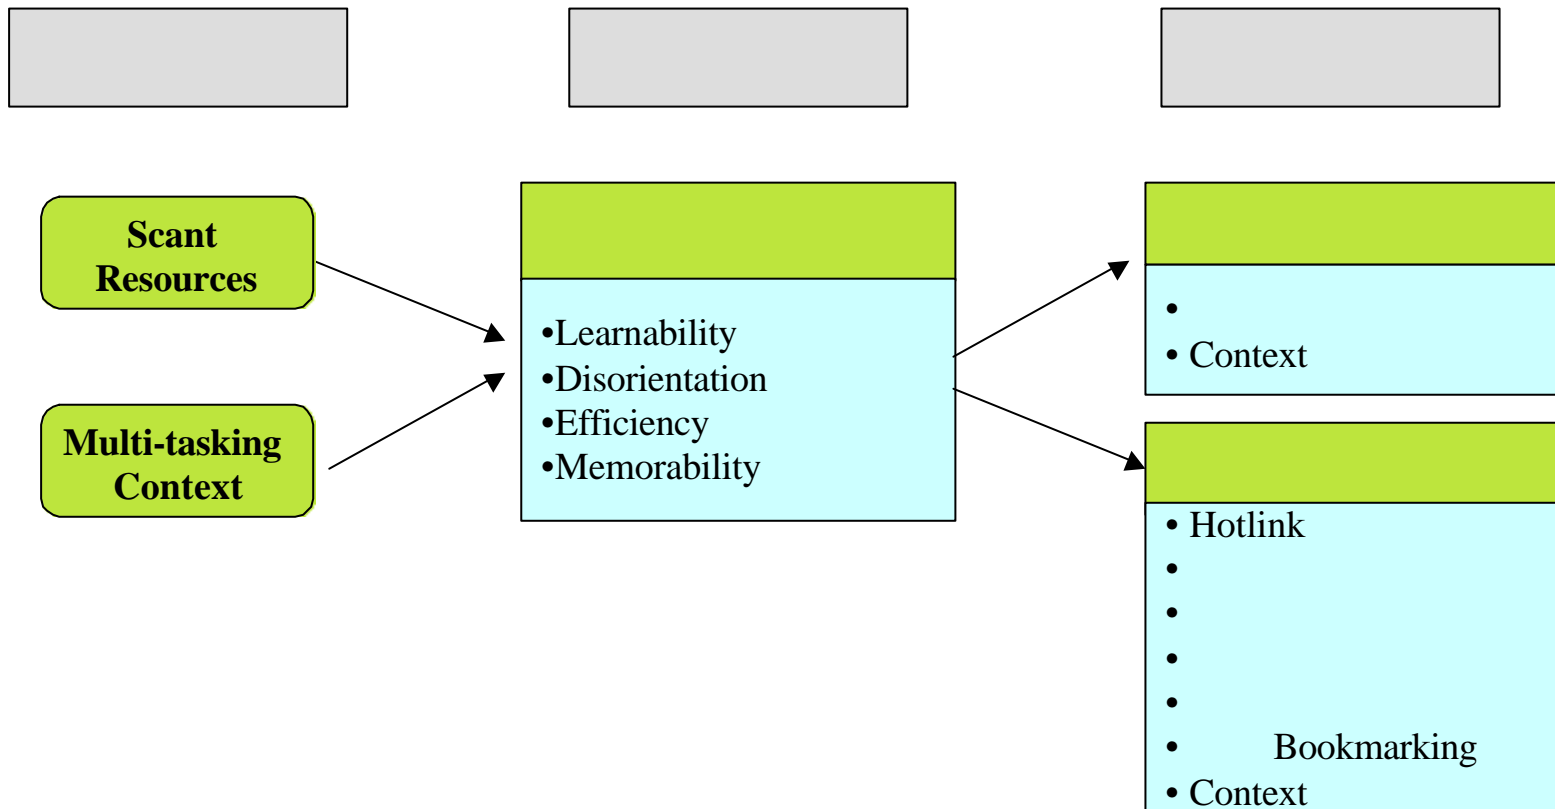 Scant
Resources
Multi-tasking
Context
•Learnability
•Disorientation
•Efficiency
•Memorability
•
• Context
• Hotlink
•
•
•
•
• Bookmarking
• Context